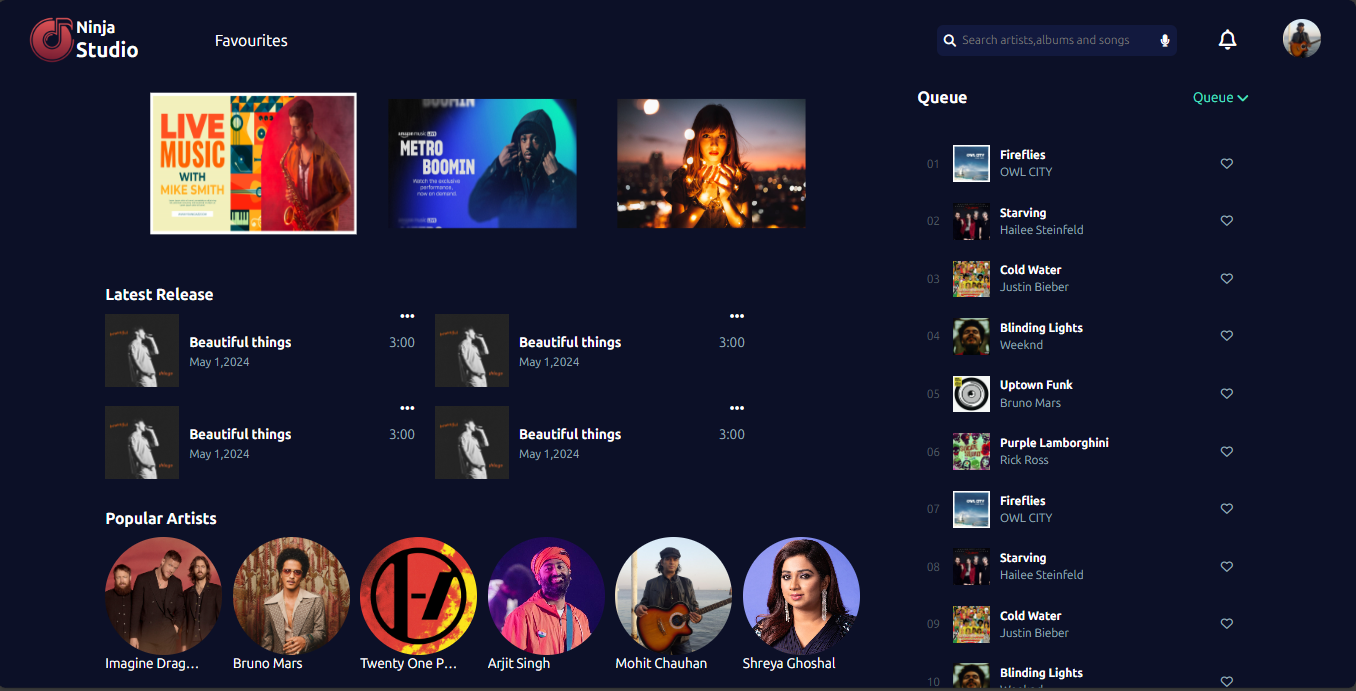 Ninja
Studio
Favourites
Search artists,albums and songs
LIVE
MUSIC
WITH
MIKE SMITH
BOOMIN
METRO
BOOMIN
Watch the exclusive
performance,
now on demand.
METRO
Queue
Queue
01
Fireflies
OWL CITY
02
Starving
Hailee Steinfeld
03
Cold Water
Justin Bieber
04
Blinding Lights
Weeknd
05
Uptown Funk
Bruno Mars
06
Purple Lamborghini
Rick Ross
07
Fireflies
OWL CITY
08
Starving
Hailee Steinfeld
09
Cold Water
Justin Bieber
10
Blinding Lights
Weeknd
Latest Release
Beautiful things
3:00
May 1,2024
Beautiful things
3:00
May 1,2024
Beautiful things
3:00
May 1,2024
Beautiful things
3:00
May 1,2024
Popular Artists
Imagine Drag...
Bruno Mars
Twenty One P...
Arjit Singh
Mohit Chauhan
Shreya Ghoshal